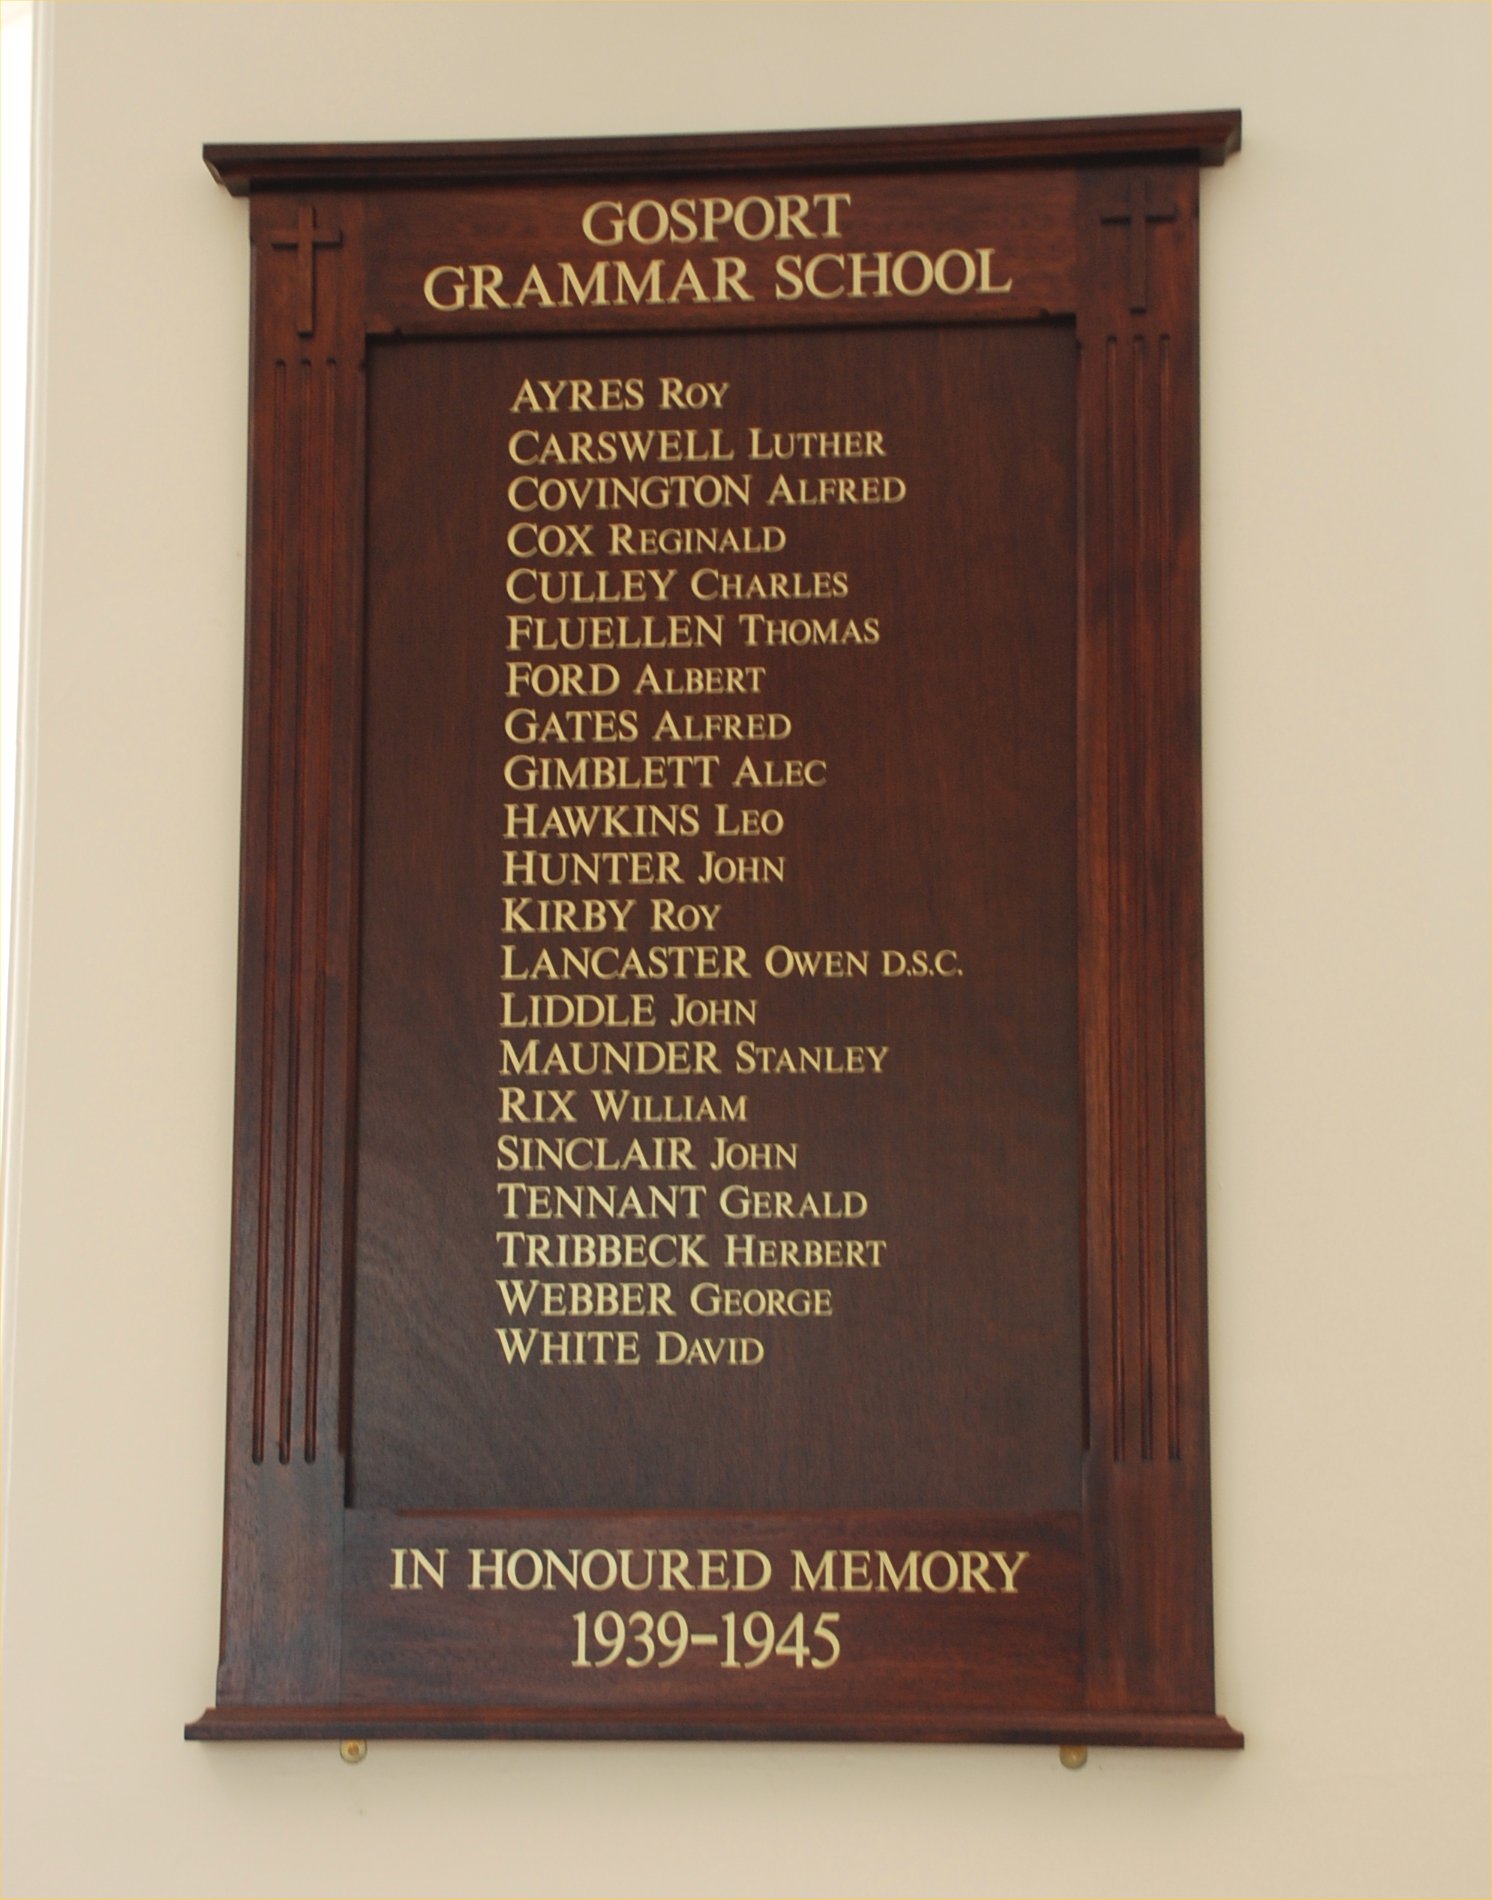 GOSPORT
GRAMMAR SCHOOL
AYRES ROY
CARSWELL LUTHER
COVINGTON ALFRED
COX REGINALD
CULLEY CHARLES
FLUELLEN THOMAS
FORD ALBERT
GATES ALFRED
GIMBLETT ALEC
HAWKINS LEO
HUNTER JOHN
KIRBY ROY
LANCASTER OWEN D.S.C.
LIDDLE JOHN
MAUNDER STANLEY
RIX WILLIAM
SINCLAIR JOHN
TENNANT GERALD
TRIBBECK HERBERT
WEBBER GEORGE
WHITE DAVID
IN HONOURED MEMORY
1939-1945